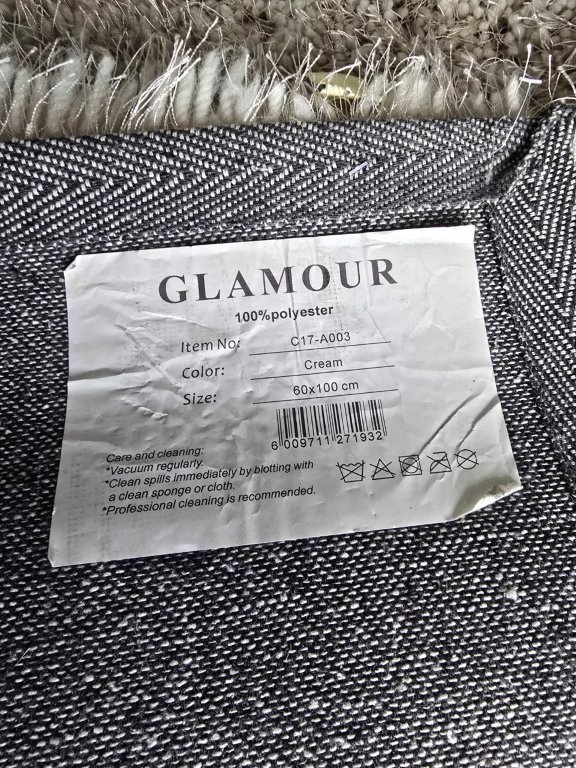 GLAMOUR
100%polyester
Item No: C17-A003
Color: Cream
Size: 60x100 cm
6 009711 271932
Care and cleaning:
*Vacuum regularly.
*Clean spills immediately by blotting with
a clean sponge or cloth.
*Professional cleaning is recommended.